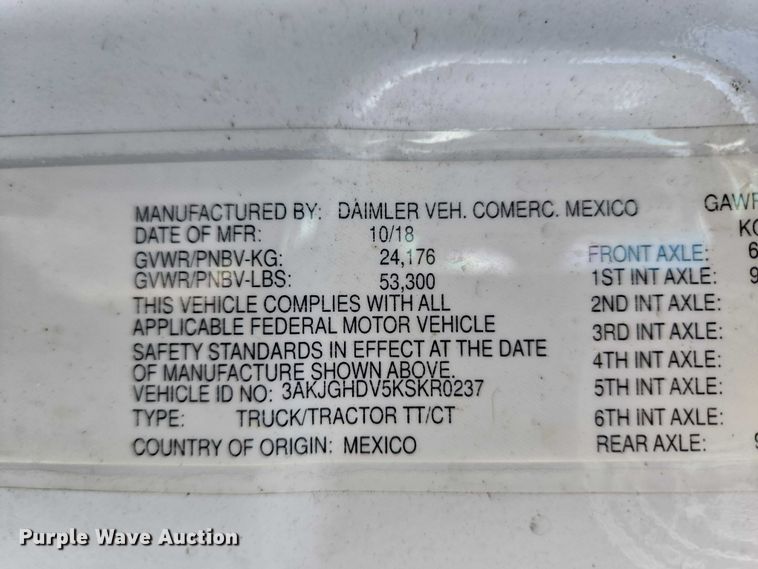 MANUFACTURED BY: DAIMLER VEH. COMERC. MEXICO
DATE OF MFR: 10/18
GVWR/PNBV-KG: 24,176
GVWR/PNBV-LBS: 53,300
THIS VEHICLE COMPLIES WITH ALL
APPLICABLE FEDERAL MOTOR VEHICLE
SAFETY STANDARDS IN EFFECT AT THE DATE
OF MANUFACTURE SHOWN ABOVE.
VEHICLE ID NO: 3AKJGHDV5KSKR0237
TYPE: TRUCK/TRACTOR TT/CT
COUNTRY OF ORIGIN: MEXICO
GAWR
FRONT AXLE: 6
1ST INT AXLE: 9
2ND INT AXLE:
3RD INT AXLE:
4TH INT AXLE:
5TH INT AXLE:
6TH INT AXLE:
REAR AXLE:
Purple Wave Auction